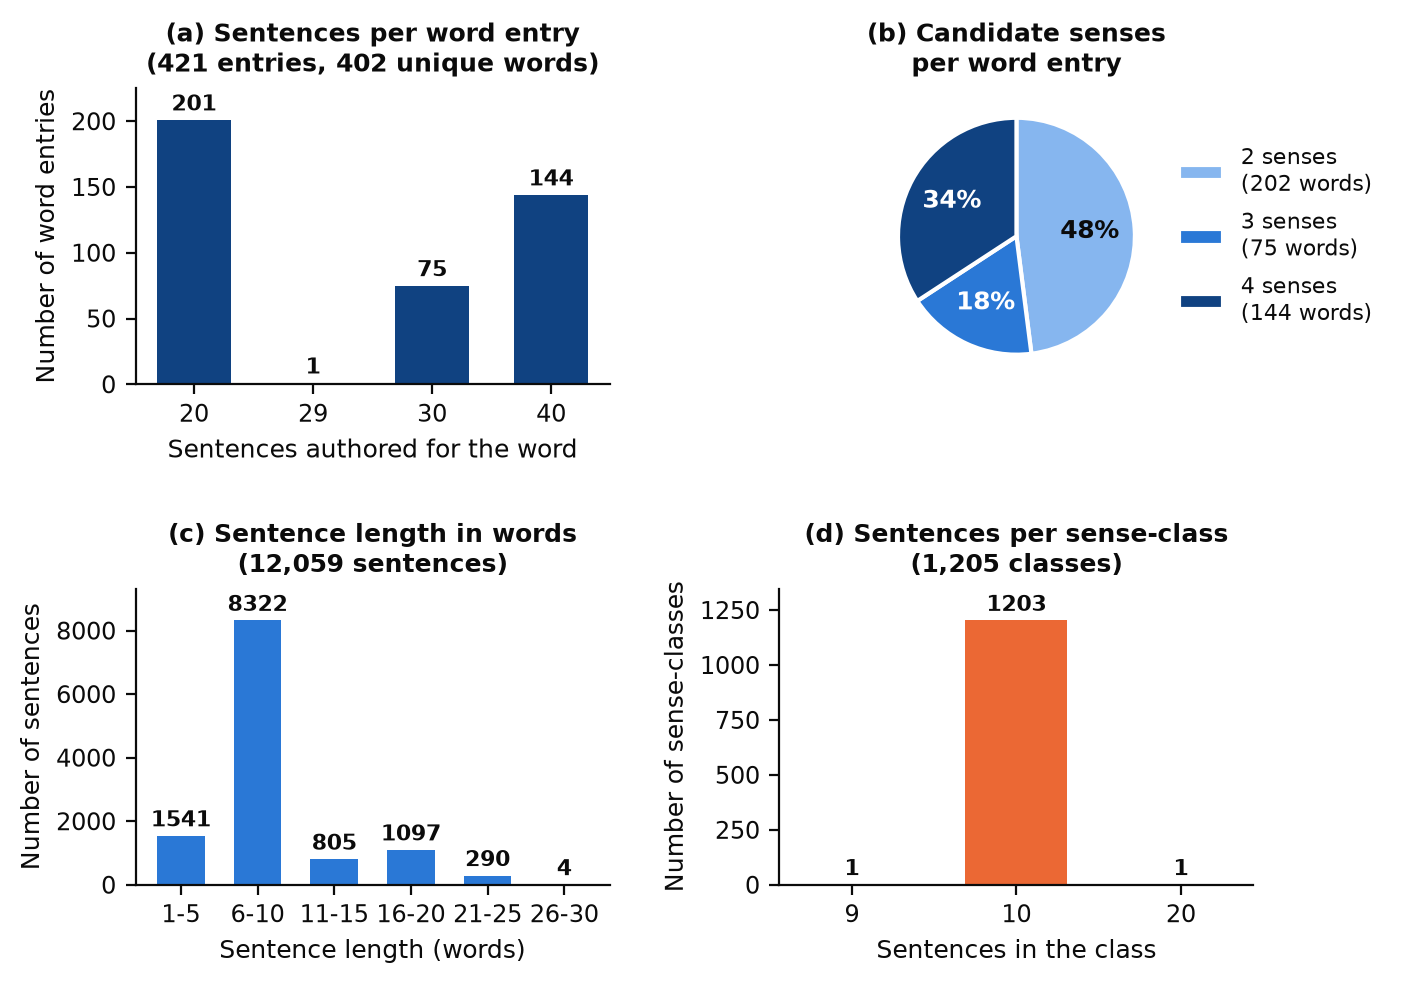 (a) Sentences per word entry
(421 entries, 402 unique words)
Number of word entries
200
150
100
50
0
201
1
75
144
20
29
30
40
Sentences authored for the word
(b) Candidate senses
per word entry
34%
48%
18%
2 senses
(202 words)
3 senses
(75 words)
4 senses
(144 words)
(c) Sentence length in words
(12,059 sentences)
Number of sentences
8000
6000
4000
2000
0
1541
8322
805
1097
290
4
1-5
6-10
11-15
16-20
21-25
26-30
Sentence length (words)
(d) Sentences per sense-class
(1,205 classes)
Number of sense-classes
1250
1000
750
500
250
0
1
1203
1
9
10
20
Sentences in the class